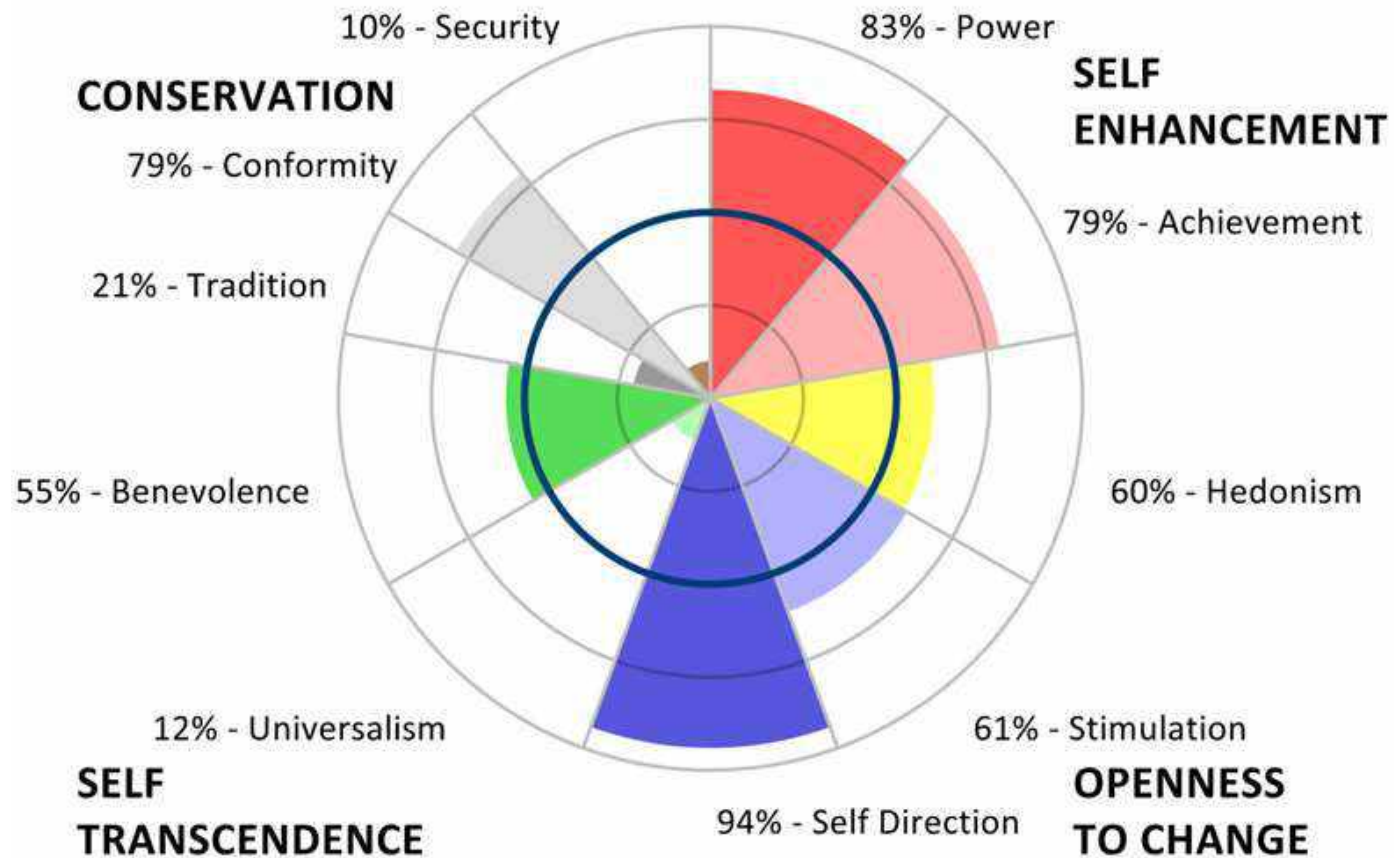 10% - Security
83% - Power
CONSERVATION
SELF
ENHANCEMENT
79% - Conformity
79% - Achievement
21% - Tradition
55% - Benevolence
60% - Hedonism
12% - Universalism
61% - Stimulation
SELF
TRANSCENDENCE
94% - Self Direction
OPENNESS
TO CHANGE